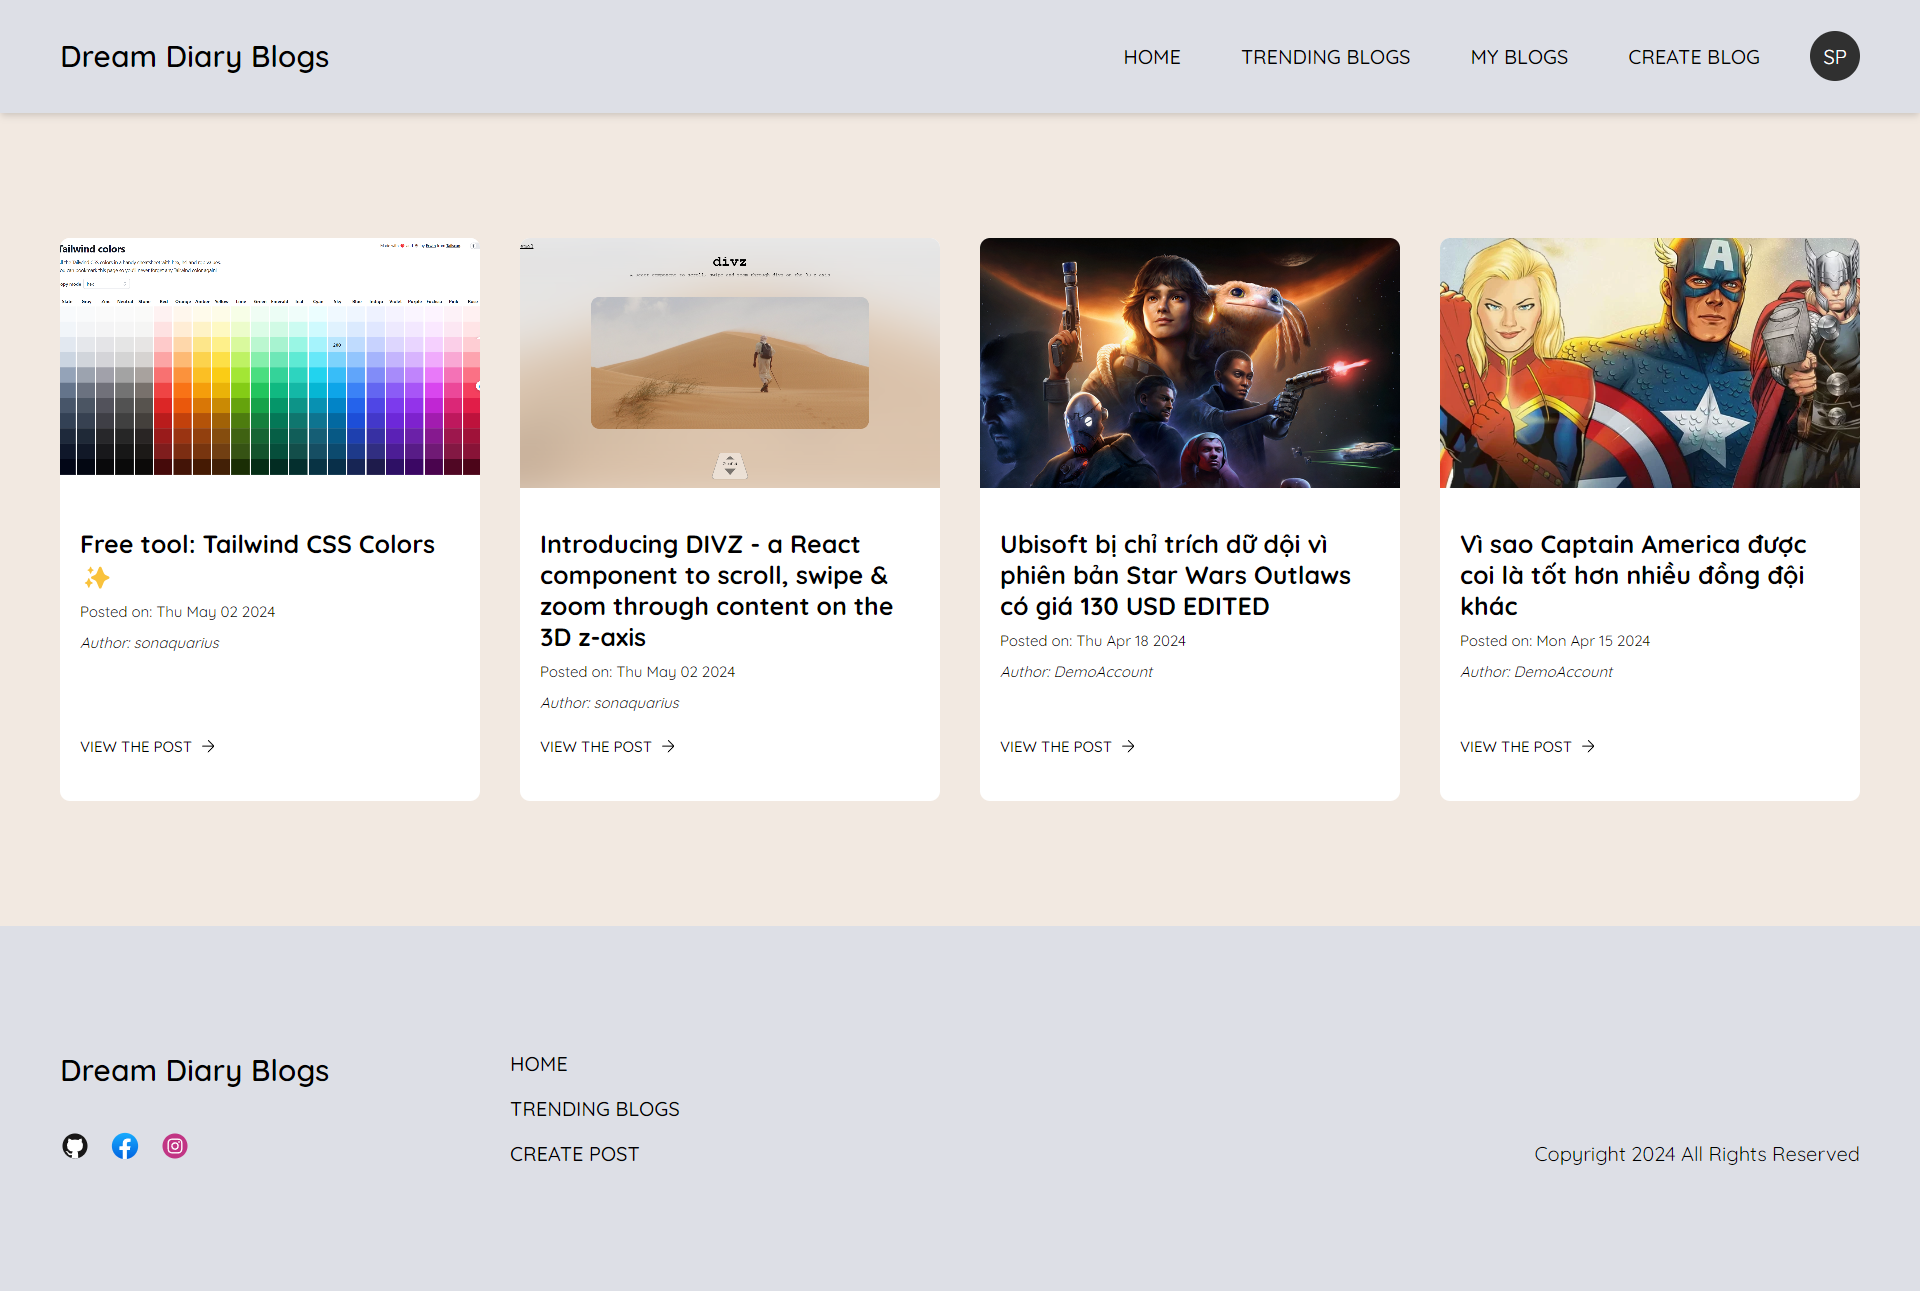 Dream Diary Blogs
HOME
TRENDING BLOGS
MY BLOGS
CREATE BLOG
SP
Tailwind colors
Red Orange Amber Yellow
200
divz
A
Free tool: Tailwind CSS Colors
✨
Posted on: Thu May 02 2024
Author: sonaquarius
VIEW THE POST →
Introducing DIVZ - a React
component to scroll, swipe &
zoom through content on the
3D z-axis
Posted on: Thu May 02 2024
Author: sonaquarius
VIEW THE POST →
Ubisoft bị chỉ trích dữ dội vì
phiên bản Star Wars Outlaws
có giá 130 USD EDITED
Posted on: Thu Apr 18 2024
Author: DemoAccount
VIEW THE POST →
Vì sao Captain America được
coi là tốt hơn nhiều đồng đội
khác
Posted on: Mon Apr 15 2024
Author: DemoAccount
VIEW THE POST →
Dream Diary Blogs
HOME
TRENDING BLOGS
CREATE POST
Copyright 2024 All Rights Reserved